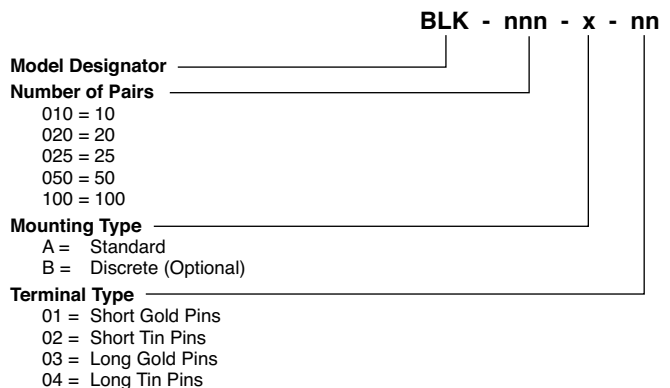 BLK - nnn - x - nn
Model Designator
Number of Pairs
010 = 10
020 = 20
025 = 25
050 = 50
100 = 100
Mounting Type
A = Standard
B = Discrete (Optional)
Terminal Type
01 = Short Gold Pins
02 = Short Tin Pins
03 = Long Gold Pins
04 = Long Tin Pins